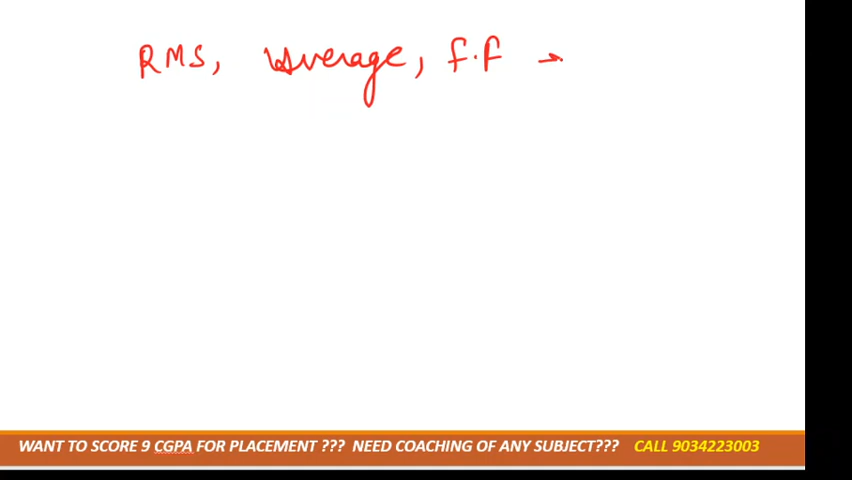 RMS, Average, F.F →
WANT TO SCORE 9 CGPA FOR PLACEMENT ??? NEED COACHING OF ANY SUBJECT??? CALL 9034223003